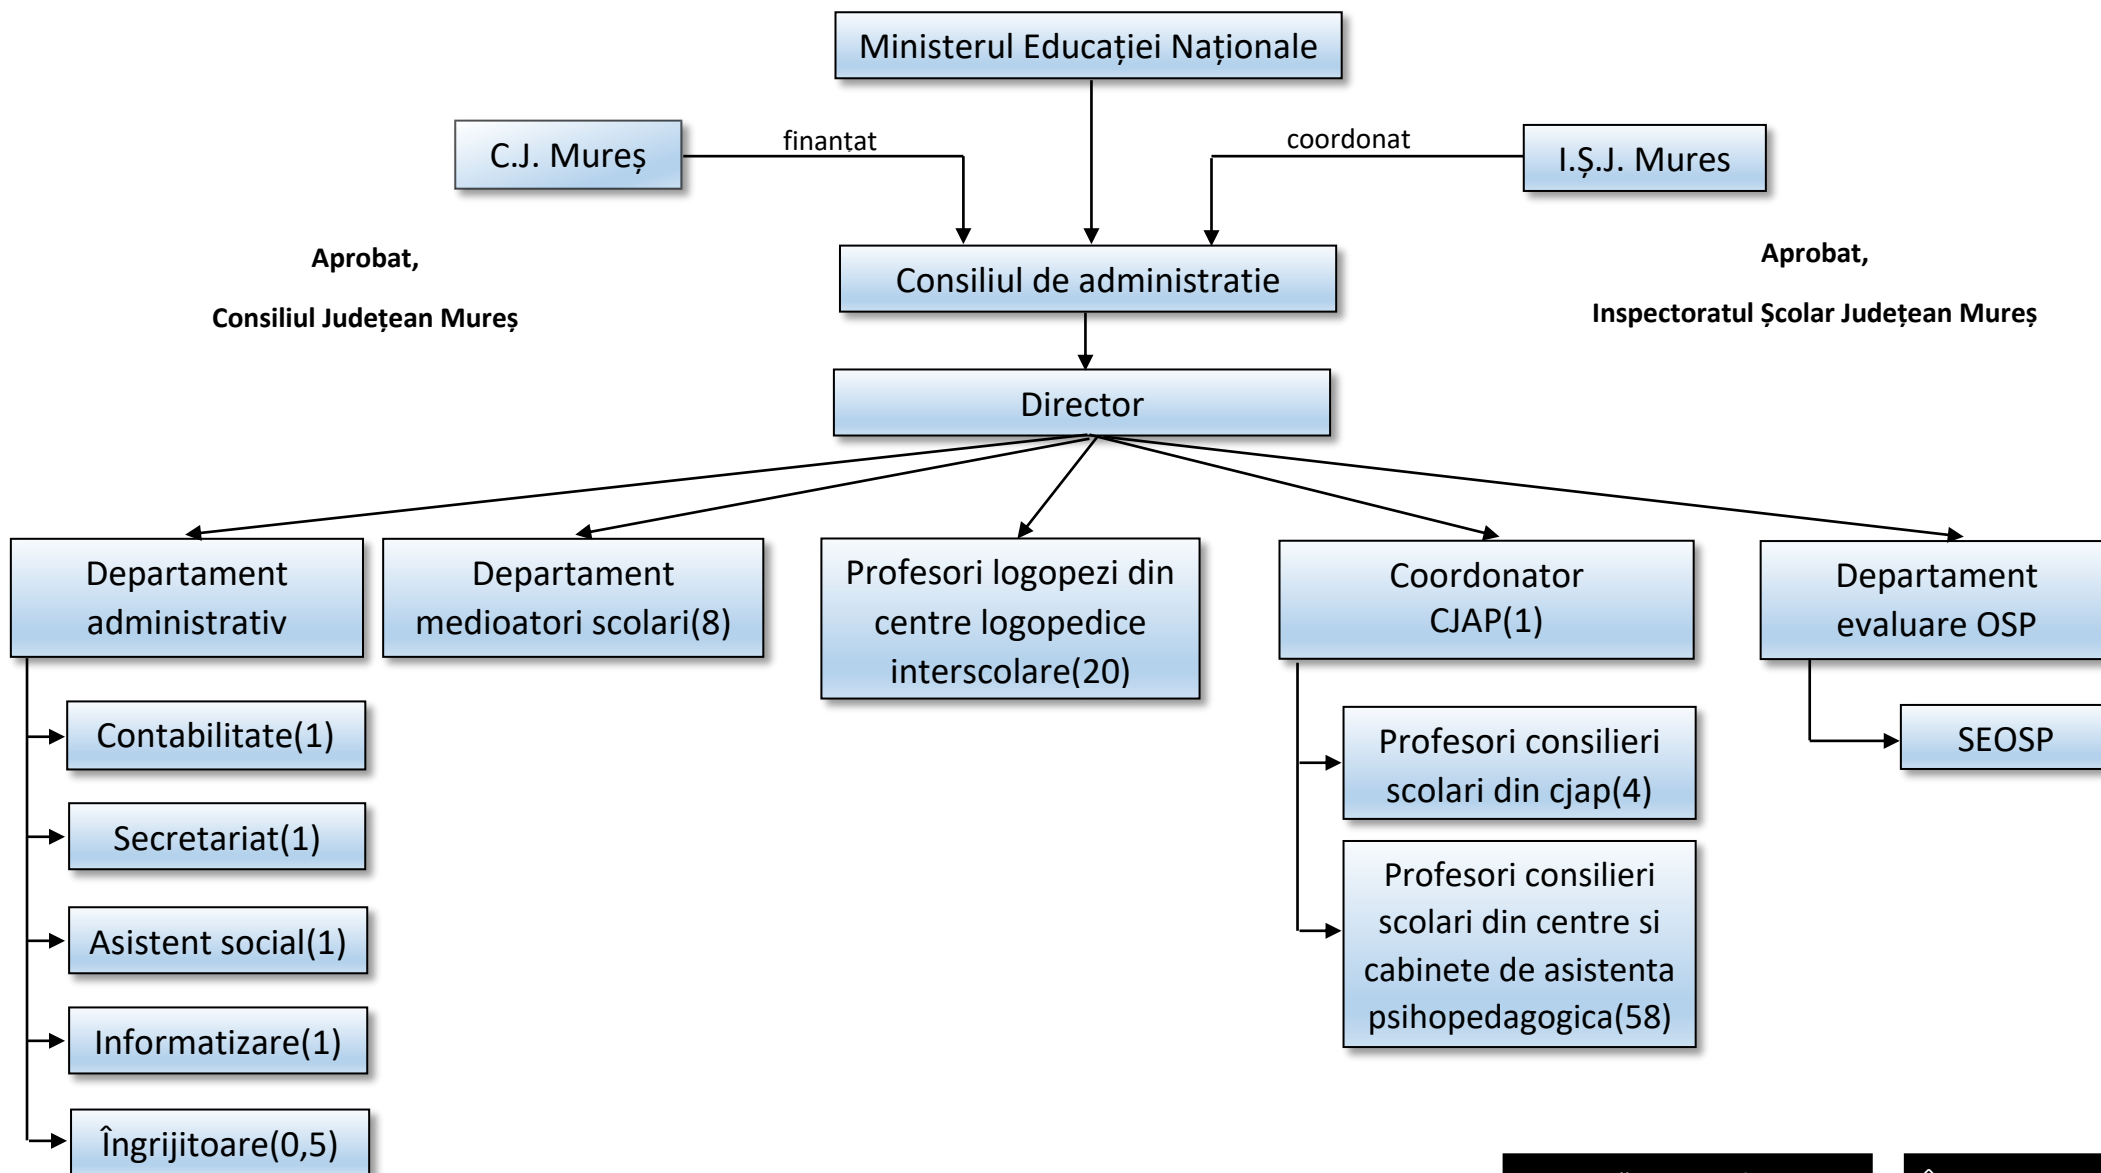 Ministerul Educației Naționale
C.J. Mureș
finanțat
coordonat
I.Ș.J. Mures
Aprobat,
Consiliul Județean Mureș
Consiliul de administratie
Aprobat,
Inspectoratul Școlar Județean Mureș
Director
Departament
administrativ
Departament
medioatori scolari(8)
Profesori logopezi din
centre logopedice
interscolare(20)
Coordonator
CJAP(1)
Departament
evaluare OSP
Contabilitate(1)
Secretariat(1)
Asistent social(1)
Informatizare(1)
Îngrijitoare(0,5)
Profesori consilieri
scolari din cjap(4)
Profesori consilieri
scolari din centre si
cabinete de asistenta
psihopedagogica(58)
SEOSP